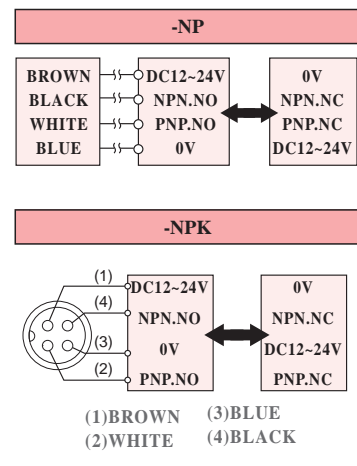 -NP
BROWN DC12~24V 0V
BLACK NPN.NO NPN.NC
WHITE PNP.NO PNP.NC
BLUE 0V DC12~24V
-NPK
(1) DC12~24V 0V
(4) NPN.NO NPN.NC
(3) 0V DC12~24V
(2) PNP.NO PNP.NC
(1)BROWN (3)BLUE
(2)WHITE (4)BLACK